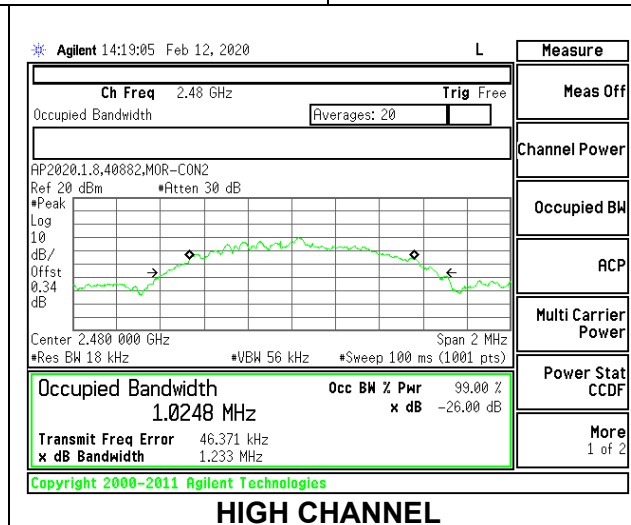 Agilent 14:19:05 Feb 12, 2020 L
Measure
Ch Freq 2.48 GHz Trig Free
Occupied Bandwidth Averages: 20
AP2020.1.8,40882,MOR-CON2
Ref 20 dBm #Atten 30 dB
#Peak
Log
10
dB/
Offst
0.34
dB
Center 2.480 000 GHz Span 2 MHz
#Res BW 18 kHz #VBW 56 kHz #Sweep 100 ms (1001 pts)
Occupied Bandwidth Occ BW % Pwr 99.00 %
1.0248 MHz x dB -26.00 dB
Transmit Freq Error 46.371 kHz
x dB Bandwidth 1.233 MHz
Copyright 2000-2011 Agilent Technologies
Meas Off
Channel Power
Occupied BW
ACP
Multi Carrier
Power
Power Stat
CCDF
More
1 of 2
HIGH CHANNEL